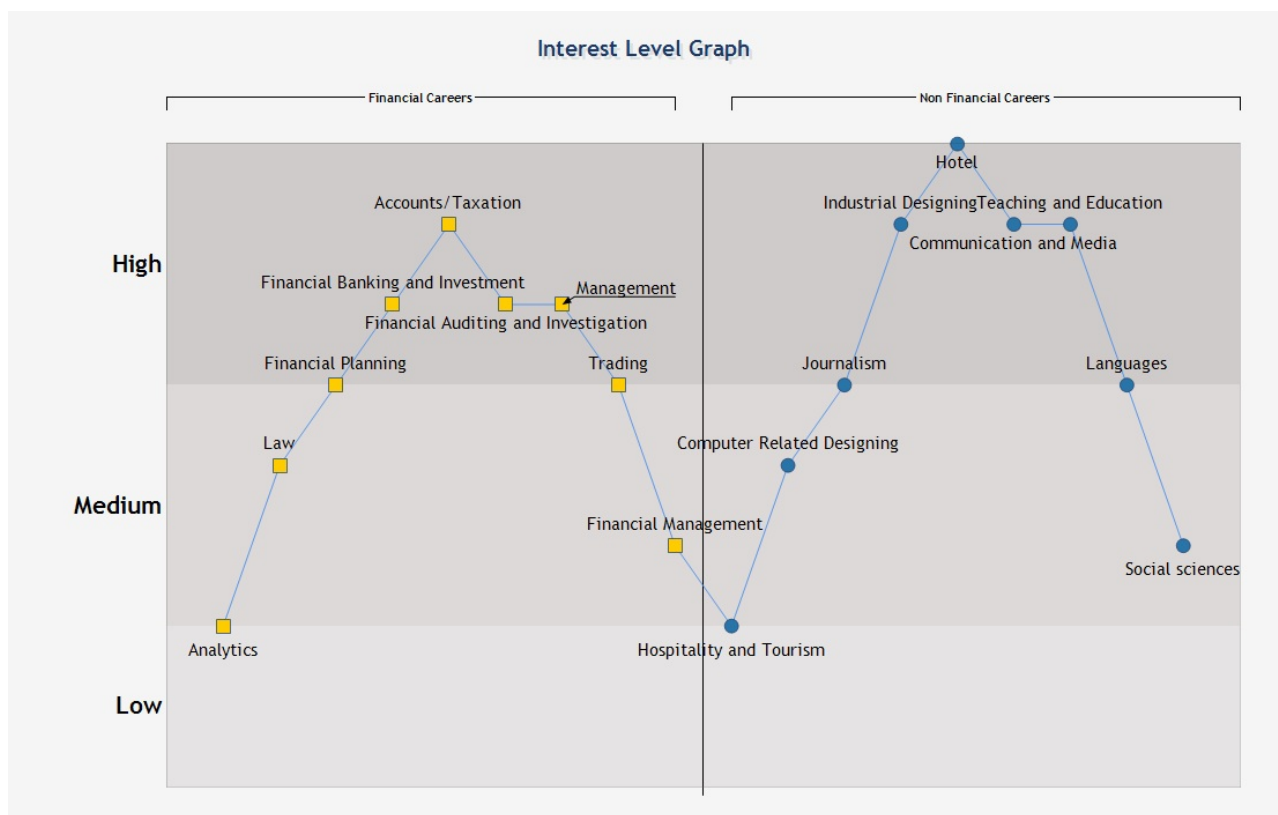 Interest Level Graph
Financial Careers
Non Financial Careers
Hotel
Accounts/Taxation
Industrial Designing
Teaching and Education
Communication and Media
High
Financial Banking and Investment
Management
Financial Auditing and Investigation
Financial Planning
Trading
Journalism
Languages
Law
Computer Related Designing
Medium
Financial Management
Social sciences
Analytics
Hospitality and Tourism
Low